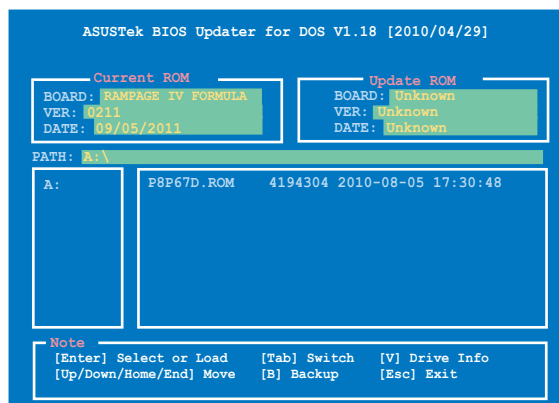 ASUSTek BIOS Updater for DOS V1.18 [2010/04/29]
Current ROM
BOARD: RAMPAGE IV FORMULA
VER: 0211
DATE: 09/05/2011
Update ROM
BOARD: Unknown
VER: Unknown
DATE: Unknown
PATH: A:\
A:
P8P67D.ROM 4194304 2010-08-05 17:30:48
Note
[Enter] Select or Load [Tab] Switch [V] Drive Info
[Up/Down/Home/End] Move [B] Backup [Esc] Exit